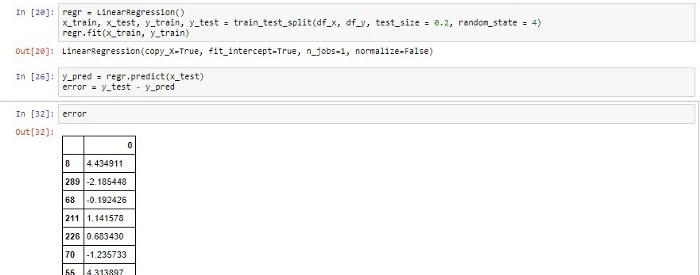 In [20]: regr = LinearRegression()
x_train, x_test, y_train, y_test = train_test_split(df_x, df_y, test_size = 0.2, random_state = 4)
regr.fit(x_train, y_train)
Out[20]: LinearRegression(copy_X=True, fit_intercept=True, n_jobs=1, normalize=False)
In [26]: y_pred = regr.predict(x_test)
error = y_test - y_pred
In [32]: error
Out[32]:
0
8 4.434911
289 -2.185448
68 -0.192426
211 1.141578
226 0.683430
70 -1.235733
55 4.313897